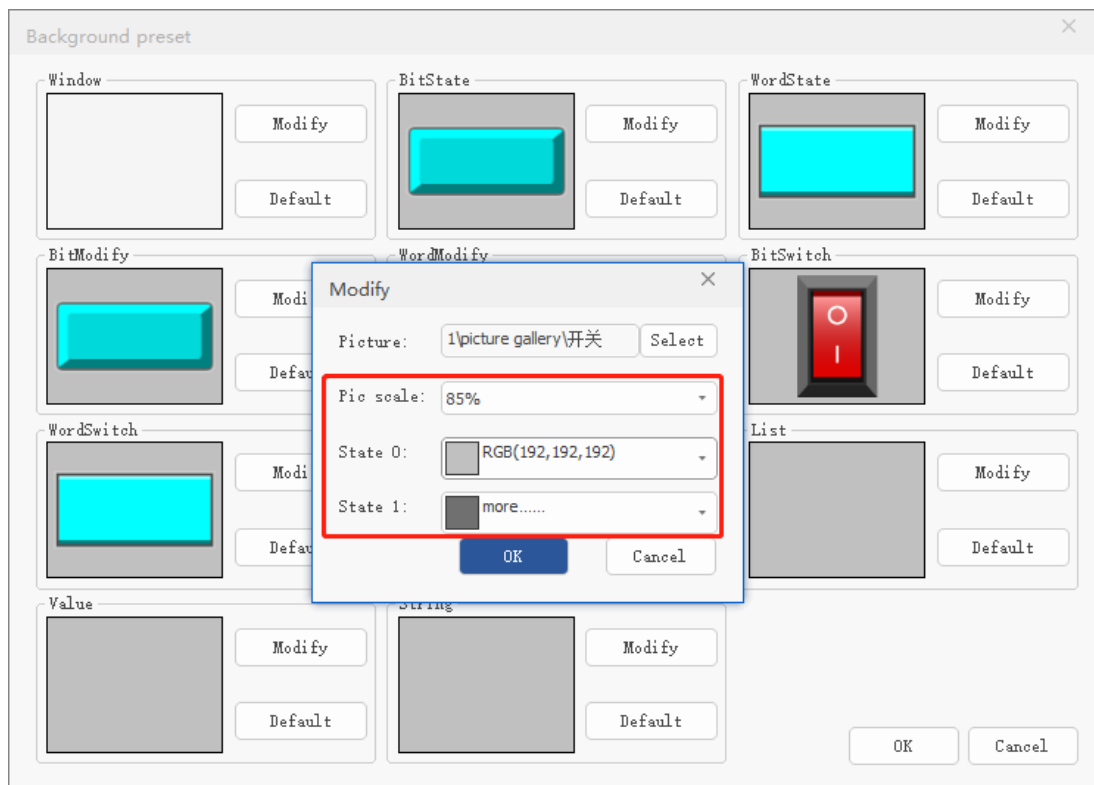 Background preset
Window
Modify
Default
BitState
Modify
Default
WordState
Modify
Default
BitModify
Modi
Defau
WordModify
BitSwitch
Modify
Default
WordSwitch
Modi
Defau
List
Modify
Default
Value
Modify
Default
String
Modify
Default
OK
Cancel
Modify
Picture:
1\picture gallery\开关
Select
Pic scale:
85%
State 0:
RGB(192,192,192)
State 1:
more......
OK
Cancel